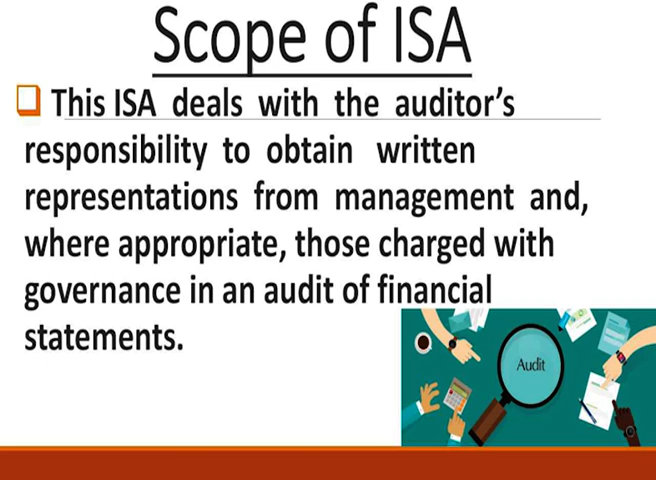 Scope of ISA
This ISA deals with the auditor's
responsibility to obtain written
representations from management and,
where appropriate, those charged with
governance in an audit of financial
statements.
Audit